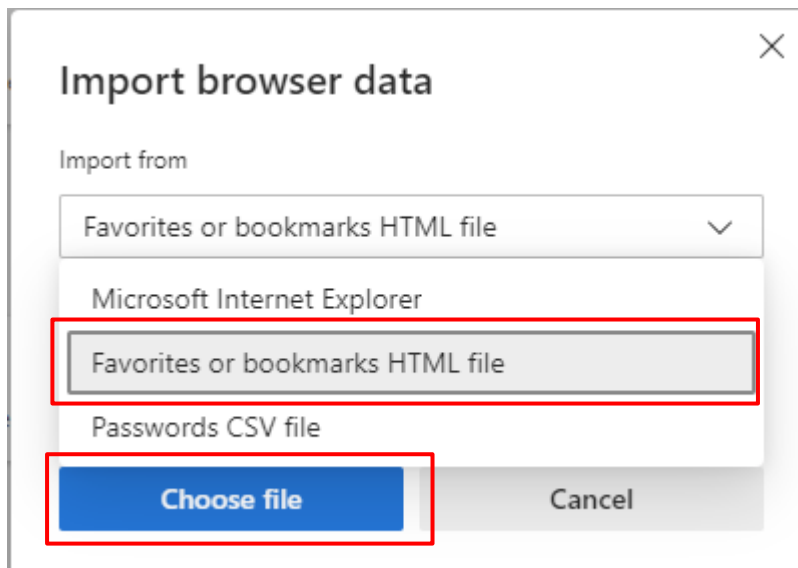 Import browser data
Import from
Favorites or bookmarks HTML file
Microsoft Internet Explorer
Favorites or bookmarks HTML file
Passwords CSV file
Choose file
Cancel